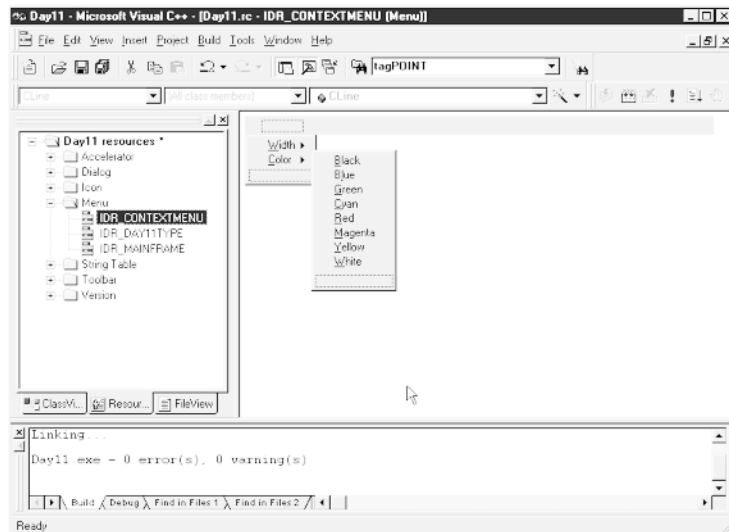 Day11 - Microsoft Visual C++ - [Day11.rc - IDR_CONTEXTMENU (Menu)]
File Edit View Insert Project Build Tools Window Help
tagPOINT
CLine (All class members) CLine
Day11 resources *
Accelerator
Dialog
Icon
Menu
IDR_CONTEXTMENU
IDR_DAY11TYPE
IDR_MAINFRAME
String Table
Toolbar
Version
ClassVi... Resour... FileView
Width
Color
Black
Blue
Green
Cyan
Red
Magenta
Yellow
White
Linking...
Day11.exe - 0 error(s), 0 warning(s)
Build Debug Find in Files 1 Find in Files 2
Ready